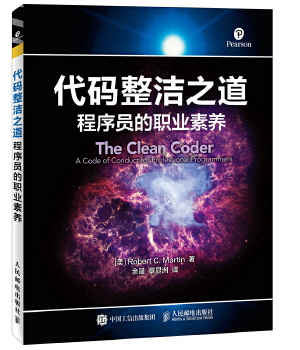 Pearson
代码整洁之道
程序员的职业素养
The Clean Coder
A Code of Conduct for Professional Programmers
[美] Robert C. Martin 著
余晟 章显洲 译
中国工信出版集团
人民邮电出版社
POSTS & TELECOM PRESS
代码整洁之道
程序员的职业素养
人民邮电出版社